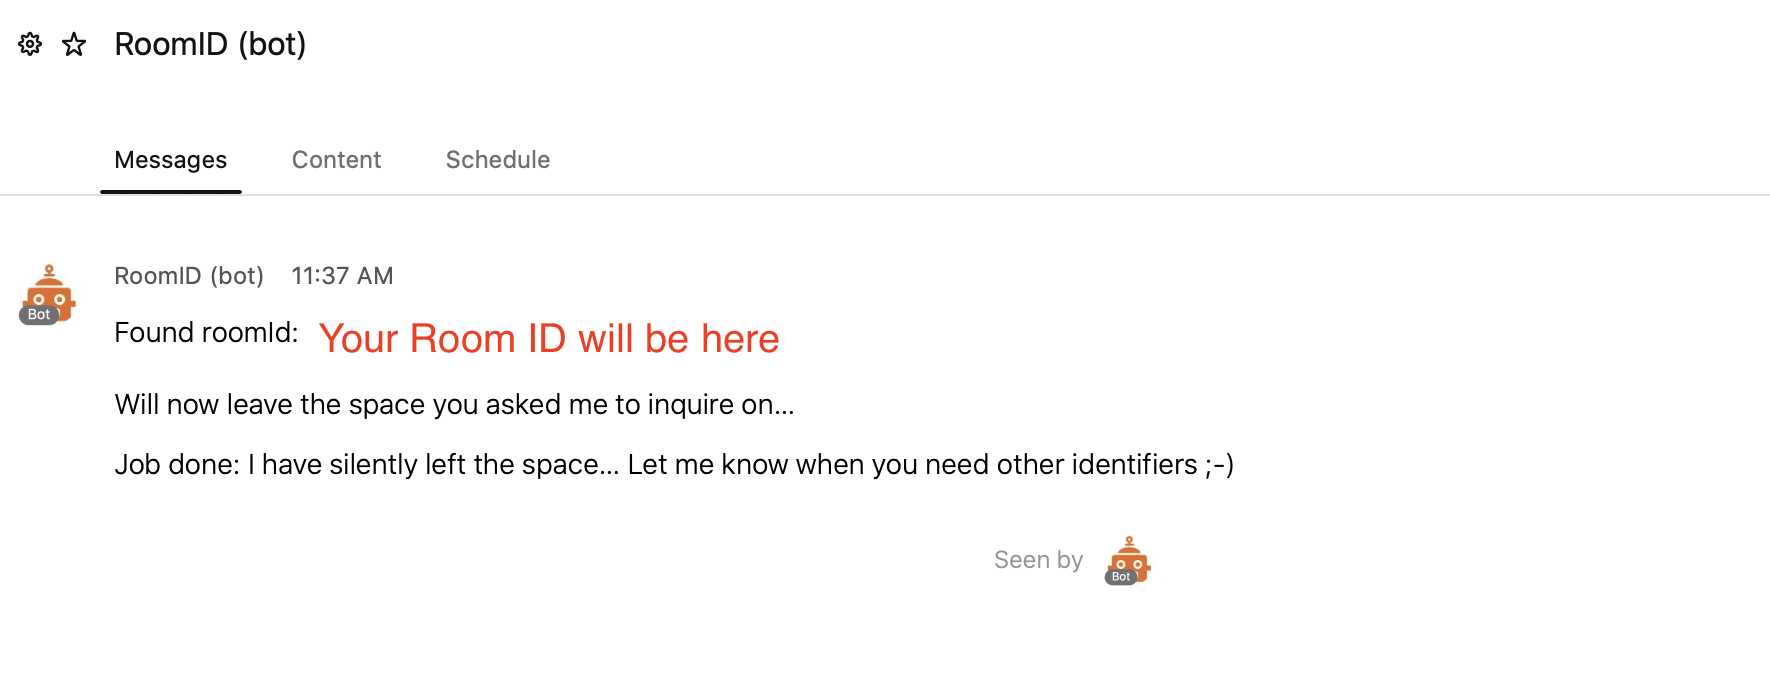 RoomID (bot)
Messages Content Schedule
RoomID (bot) 11:37 AM
Bot
Found roomId: Your Room ID will be here
Will now leave the space you asked me to inquire on...
Job done: I have silently left the space... Let me know when you need other identifiers ;-)
Seen by
Bot